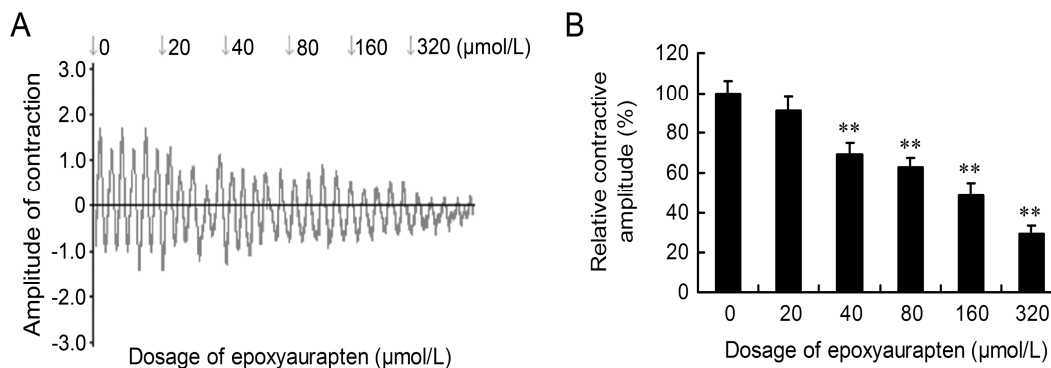 A
0 20 40 80 160 320 (μmol/L)
3.0
2.0
1.0
0
-1.0
-2.0
-3.0
Amplitude of contraction
Dosage of epoxyaurapten (μmol/L)
B
120
100
80
60
40
20
0
Relative contractive
amplitude (%)
** ** ** **
0 20 40 80 160 320
Dosage of epoxyaurapten (μmol/L)